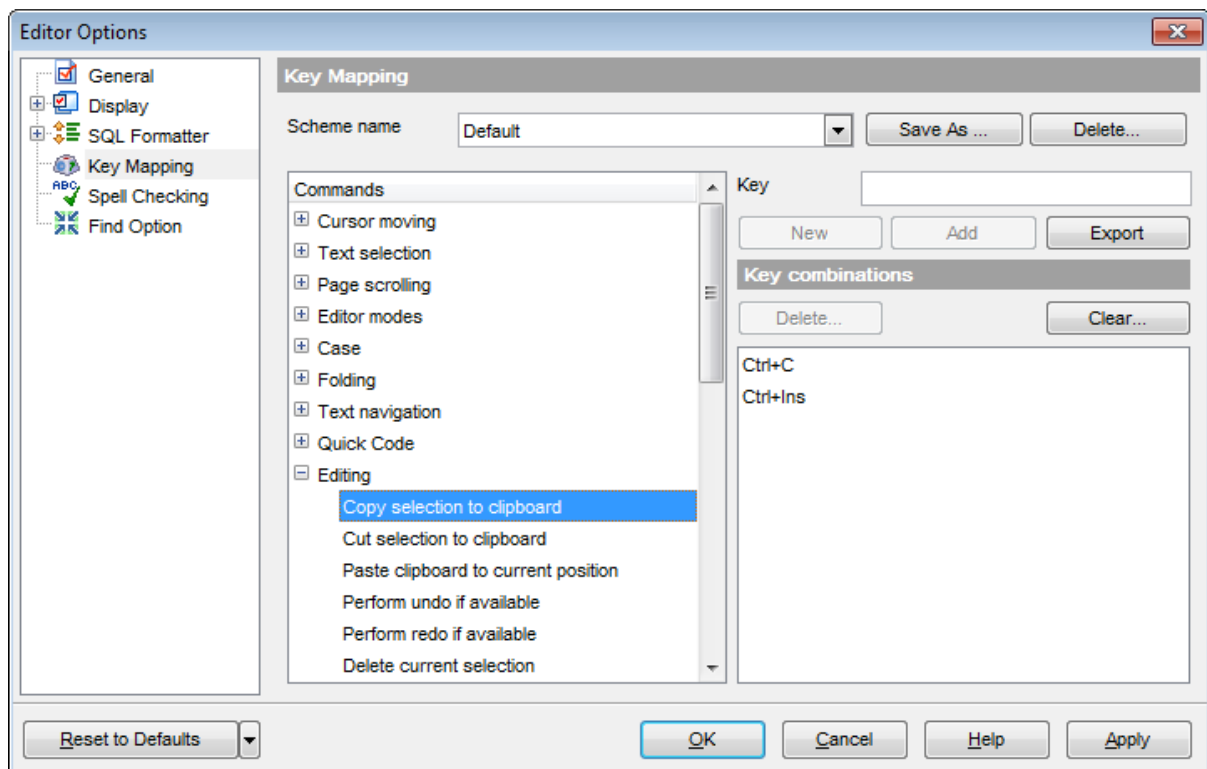 Editor Options
General
Display
SQL Formatter
Key Mapping
ABC
Spell Checking
Find Option
Key Mapping
Scheme name
Default
Save As ...
Delete...
Commands
Cursor moving
Text selection
Page scrolling
Editor modes
Case
Folding
Text navigation
Quick Code
Editing
Copy selection to clipboard
Cut selection to clipboard
Paste clipboard to current position
Perform undo if available
Perform redo if available
Delete current selection
Key
New
Add
Export
Key combinations
Delete...
Clear...
Ctrl+C
Ctrl+Ins
Reset to Defaults
OK
Cancel
Help
Apply